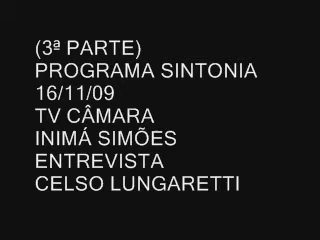 (3ª PARTE)
PROGRAMA SINTONIA
16/11/09
TV CÂMARA
INIMÁ SIMÕES
ENTREVISTA
CELSO LUNGARETTI